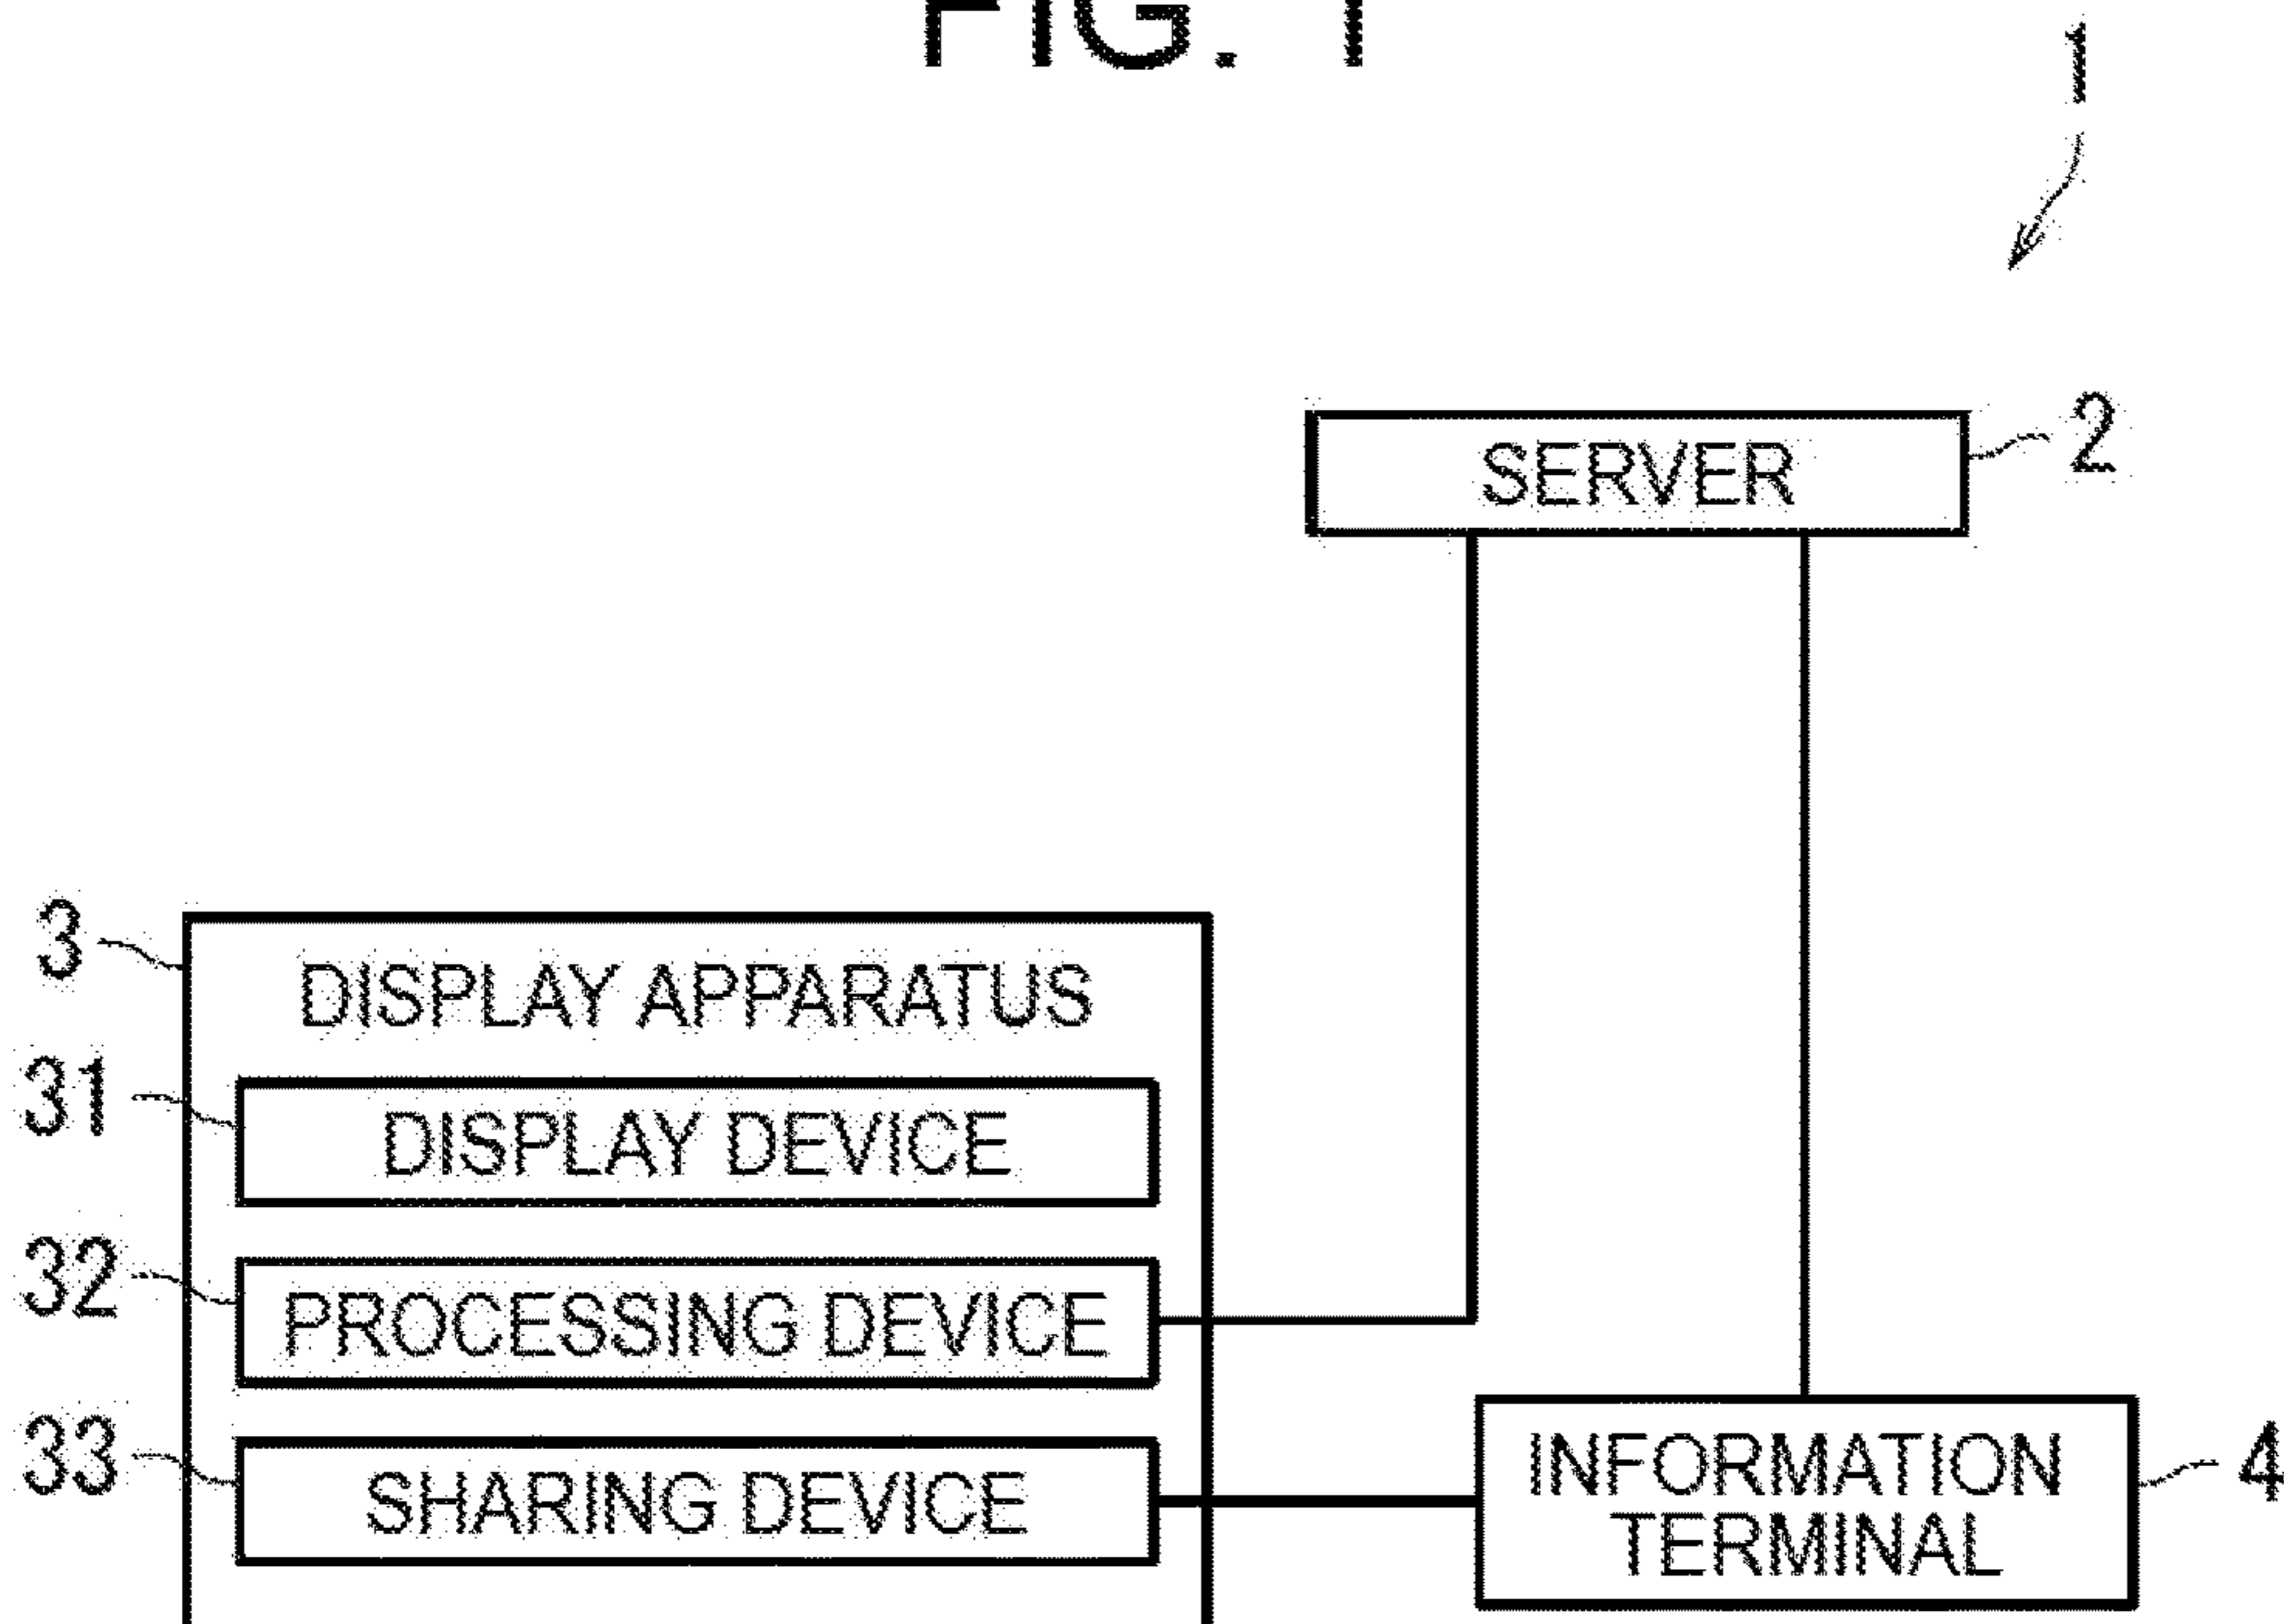 FIG. 1
1
SERVER
2
3
DISPLAY APPARATUS
31
DISPLAY DEVICE
32
PROCESSING DEVICE
33
SHARING DEVICE
INFORMATION
TERMINAL
4